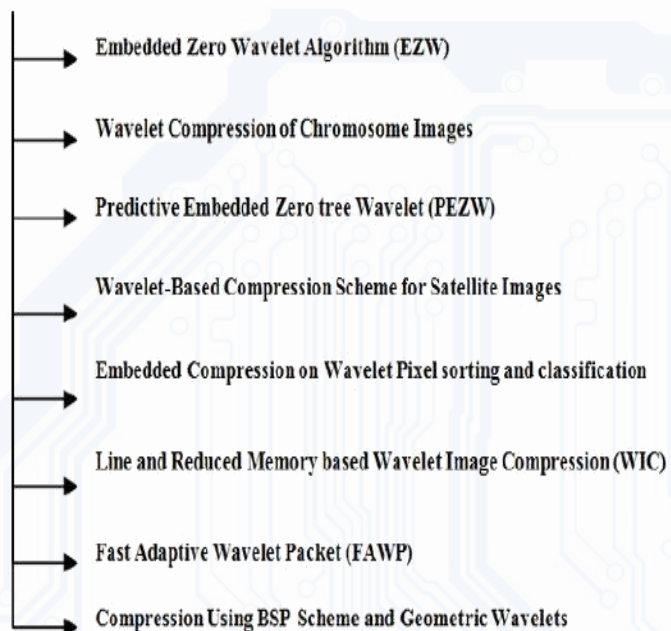 Embedded Zero Wavelet Algorithm (EZW)
Wavelet Compression of Chromosome Images
Predictive Embedded Zero tree Wavelet (PEZW)
Wavelet-Based Compression Scheme for Satellite Images
Embedded Compression on Wavelet Pixel sorting and classification
Line and Reduced Memory based Wavelet Image Compression (WIC)
Fast Adaptive Wavelet Packet (FAWP)
Compression Using BSP Scheme and Geometric Wavelets